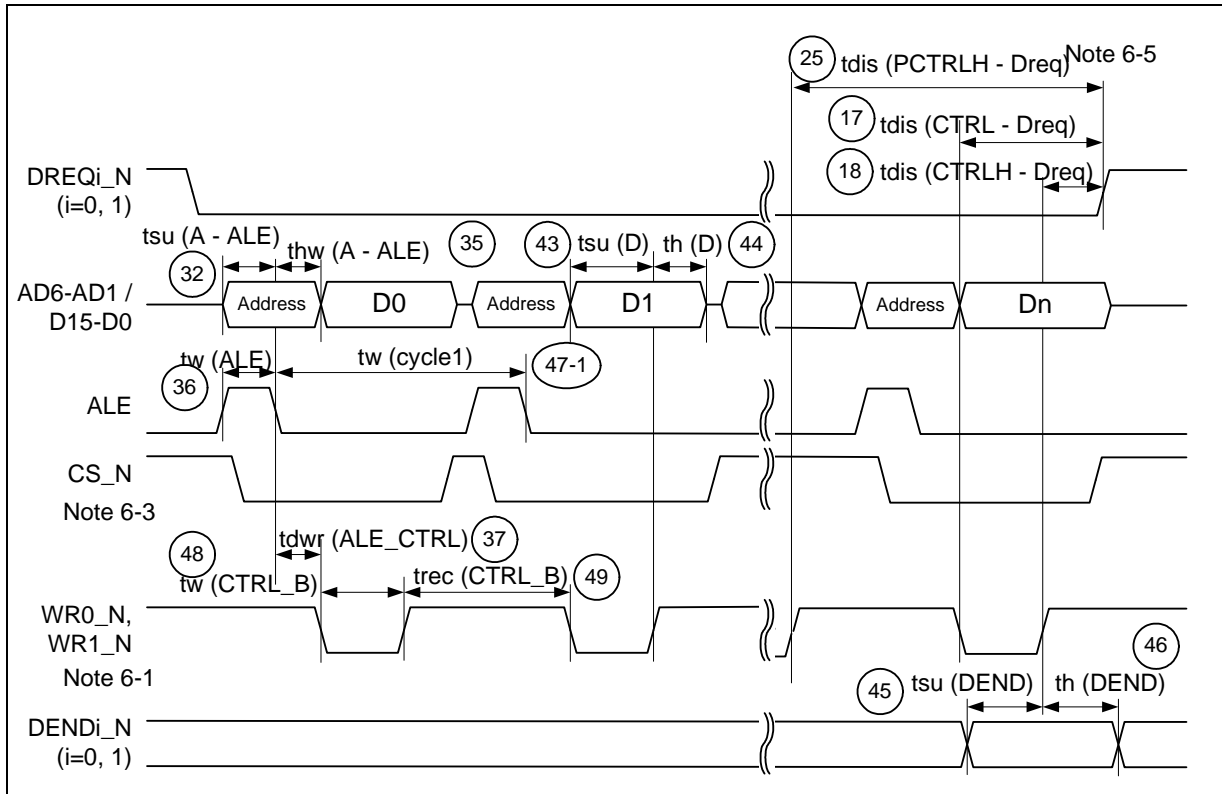 25 tdis (PCTRLH - Dreq) Note 6-5
17 tdis (CTRL - Dreq)
18 tdis (CTRLH - Dreq)
DREQi_N
(i=0, 1)
tsu (A - ALE)
32
thw (A - ALE)
35
43
tsu (D)
th (D)
44
AD6-AD1 /
D15-D0
Address
D0
Address
D1
Address
Dn
tw (ALE)
36
tw (cycle1)
47-1
ALE
CS_N
Note 6-3
tdwr (ALE_CTRL)
37
48
tw (CTRL_B)
trec (CTRL_B)
49
WR0_N,
WR1_N
Note 6-1
45
tsu (DEND)
th (DEND)
46
DENDi_N
(i=0, 1)